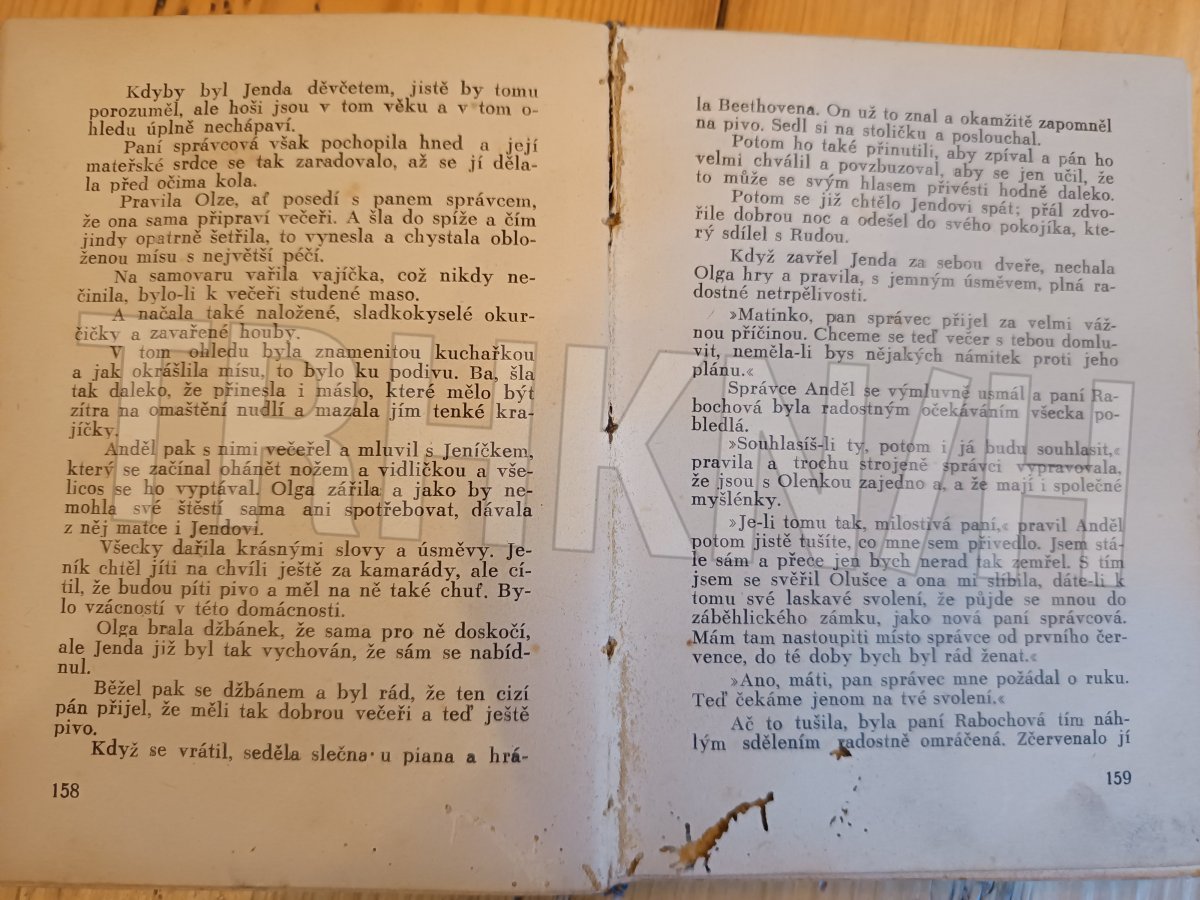 Kdyby byl Jenda děvčetem, jistě by tomu
porozuměl, ale hoši jsou v tom věku a v tom o-
hledu úplně nechápaví.
Paní správcová však pochopila hned a její
mateřské srdce se tak zaradovalo, až se jí děla-
la před očima kola.
Pravila Olze, ať posedí s panem správcem,
že ona sama připraví večeři. A šla do spíže a čím
jindy opatrně šetřila, to vynesla a chystala oblo-
ženou mísu s největší péčí.
Na samovaru vařila vajíčka, což nikdy ne-
činila, bylo-li k večeři studené maso.
A načala také naložené, sladkokyselé okur-
čičky a zavařené houby.
V tom ohledu byla znamenitou kuchařkou
a jak okrášlila mísu, to bylo ku podivu. Ba, šla
tak daleko, že přinesla i máslo, které mělo být
zítra na omaštění nudlí a mazala jím tenké kra-
jíčky.
Anděl pak s nimi večeřel a mluvil s Jeníčkem,
který se začínal ohánět nožem a vidličkou a vše-
licos se ho vyptával. Olga zářila a jako by ne-
mohla své štěstí sama ani spotřebovat, dávala
z něj matce i Jendovi.
Všecky dařila krásnými slovy a úsměvy. Je-
ník chtěl jíti na chvíli ještě za kamarády, ale cí-
til, že budou píti pivo a měl na ně také chuť. By-
lo vzácností v této domácnosti.
Olga brala džbánek, že sama pro ně doskočí,
ale Jenda již byl tak vychován, že sám se nabíd-
nul.
Běžel pak se džbánem a byl rád, že ten cizí
pán přijel, že měli tak dobrou večeři a teď ještě
pivo.
Když se vrátil, seděla slečna u piana a hrá-
158
la Beethovena. On už to znal a okamžitě zapomněl
na pivo. Sedl si na stoličku a poslouchal.
Potom ho také přinutili, aby zpíval a pán ho
velmi chválil a povzbuzoval, aby se jen učil, že
to může se svým hlasem přivésti hodně daleko.
Potom se již chtělo Jendovi spát; přál zdvo-
řile dobrou noc a odešel do svého pokojíka, kte-
rý sdílel s Rudou.
Když zavřel Jenda za sebou dveře, nechala
Olga hry a pravila, s jemným úsměvem, plná ra-
dostné netrpělivosti.
»Matinko, pan správec přijel za velmi váž-
nou příčinou. Chceme se teď večer s tebou domlu-
vit, neměla-li bys nějakých námitek proti jeho
plánu.«
Správce Anděl se výmluvně usmál a paní Ra-
bochová byla radostným očekáváním všecka po-
bledlá.
»Souhlasíš-li ty, potom i já budu souhlasit,«
pravila a trochu strojeně správci vypravovala,
že jsou s Olenkou zajedno a, a že mají i společné
myšlénky.
»Je-li tomu tak, milostivá paní,« pravil Anděl
potom jistě tušíte, co mne sem přivedlo. Jsem stá-
le sám a přece jen bych nerad tak zemřel. S tím
jsem se svěřil Olušce a ona mi slíbila, dáte-li k
tomu své laskavé svolení, že půjde se mnou do
záběhlického zámku, jako nová paní správcová.
Mám tam nastoupiti místo správce od prvního čer-
vence, do té doby bych byl rád ženat.«
»Ano, máti, pan správec mne požádal o ruku.
Teď čekáme jenom na tvé svolení.«
Ač to tušila, byla paní Rabochová tím náh-
lým sdělením radostně omráčena. Zčervenalo jí
159
TRHKNIH